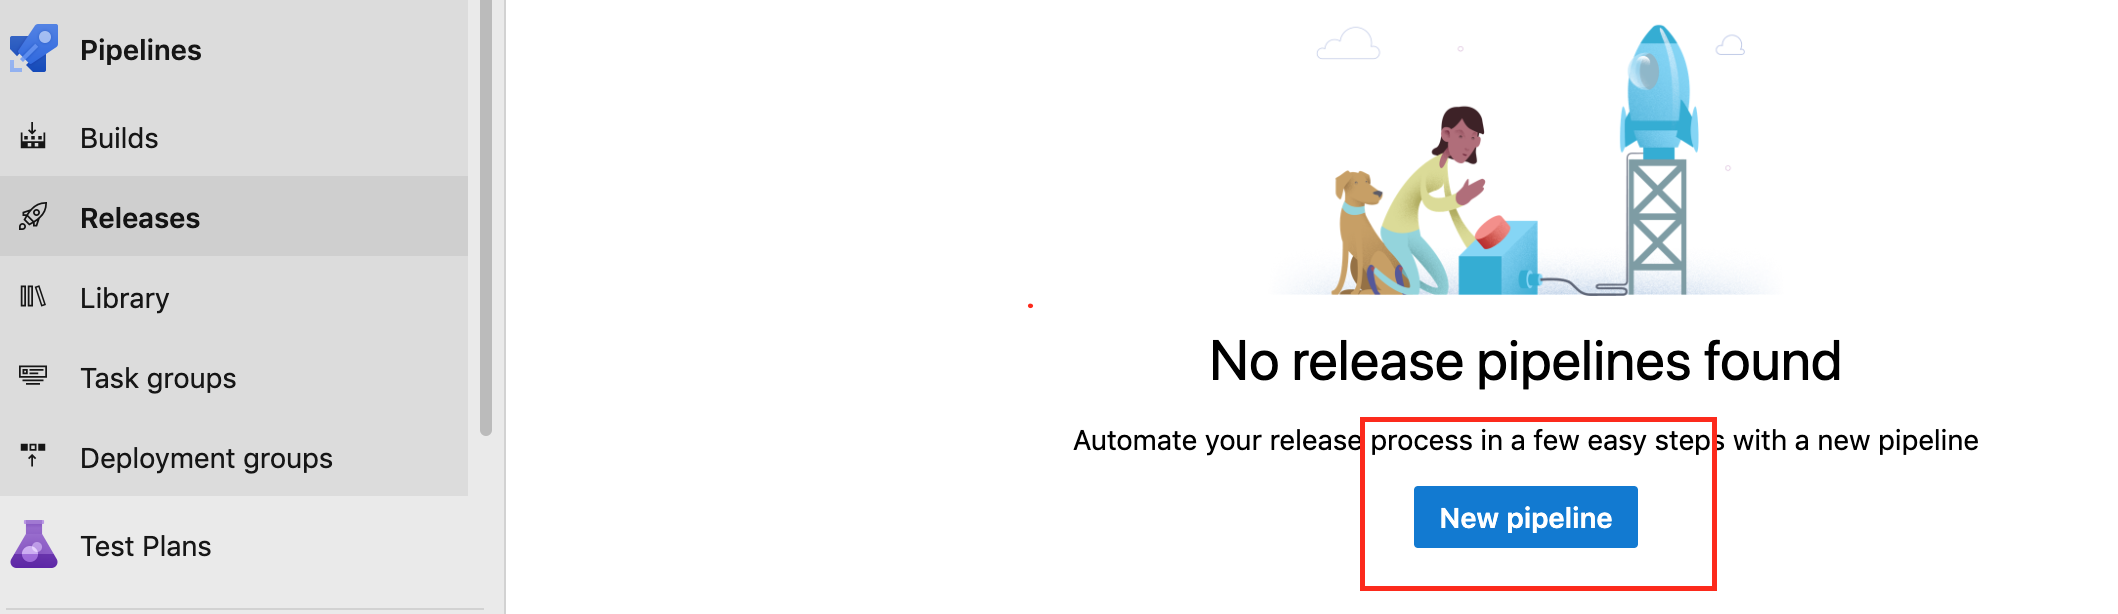 Pipelines
Builds
Releases
Library
Task groups
Deployment groups
Test Plans
No release pipelines found
Automate your release process in a few easy steps with a new pipeline
New pipeline